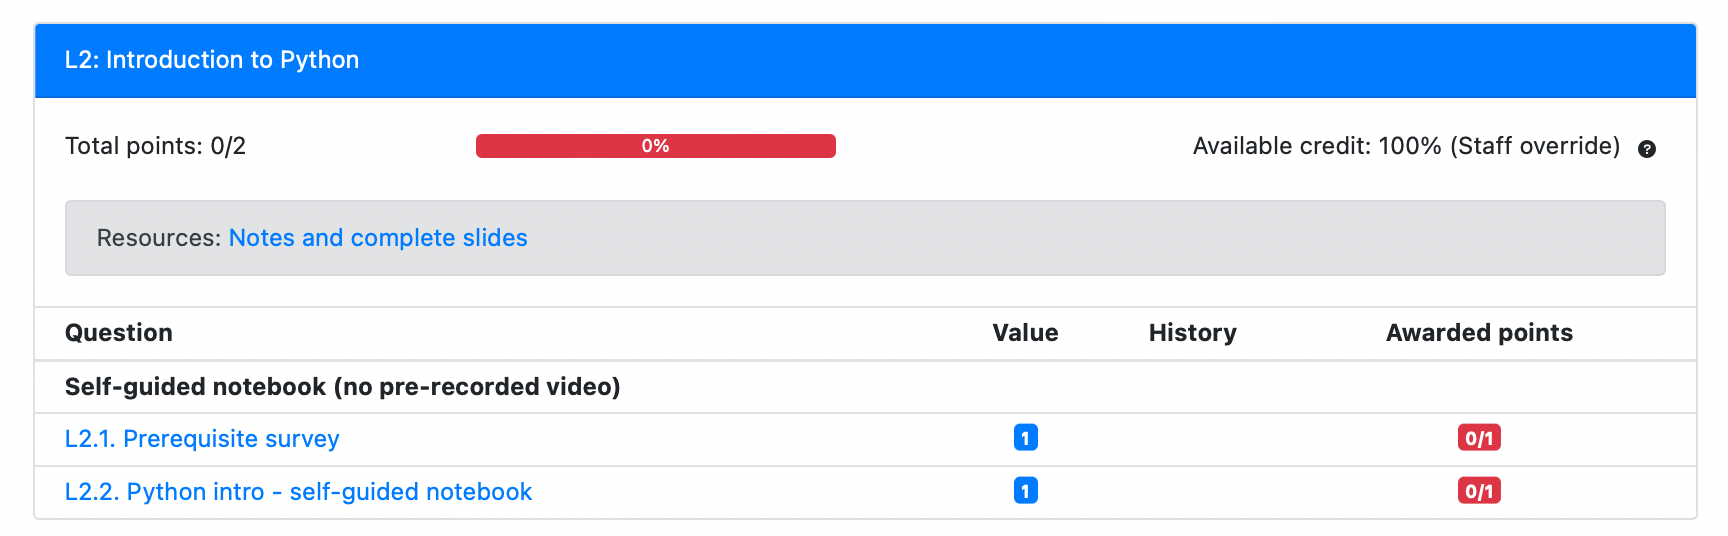 L2: Introduction to Python
Total points: 0/2 0% Available credit: 100% (Staff override) ?
Resources: Notes and complete slides
Question Value History Awarded points
Self-guided notebook (no pre-recorded video)
L2.1. Prerequisite survey 1 0/1
L2.2. Python intro - self-guided notebook 1 0/1